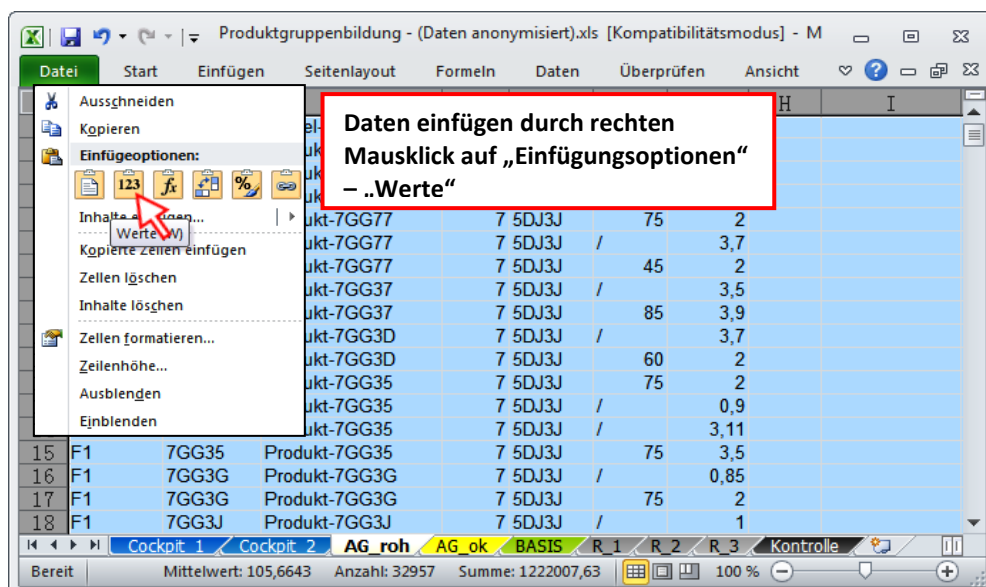 Produktgruppenbildung - (Daten anonymisiert).xls [Kompatibilitätsmodus] - M
Datei Start Einfügen Seitenlayout Formeln Daten Überprüfen Ansicht
Ausschneiden
Kopieren
Einfügeoptionen:
123 fx %
Inhalte einfügen...
Werte (W)
Kopierte Zellen einfügen
Zellen löschen
Inhalte löschen
Zellen formatieren...
Zeilenhöhe...
Ausblenden
Einblenden
Daten einfügen durch rechten
Mausklick auf „Einfügungsoptionen“
– „Werte“
H I
ukt-7GG77 7 5DJ3J 75 2
ukt-7GG77 7 5DJ3J / 3,7
ukt-7GG77 7 5DJ3J 45 2
ukt-7GG37 7 5DJ3J / 3,5
ukt-7GG37 7 5DJ3J 85 3,9
ukt-7GG3D 7 5DJ3J / 3,7
ukt-7GG3D 7 5DJ3J 60 2
ukt-7GG35 7 5DJ3J 75 2
ukt-7GG35 7 5DJ3J / 0,9
ukt-7GG35 7 5DJ3J / 3,11
15 F1 7GG35 Produkt-7GG35 7 5DJ3J 75 3,5
16 F1 7GG3G Produkt-7GG3G 7 5DJ3J / 0,85
17 F1 7GG3G Produkt-7GG3G 7 5DJ3J 75 2
18 F1 7GG3J Produkt-7GG3J 7 5DJ3J / 1
Cockpit_1 Cockpit_2 AG_roh AG_ok BASIS R_1 R_2 R_3 Kontrolle
Bereit Mittelwert: 105,6643 Anzahl: 32957 Summe: 1222007,63 100 %